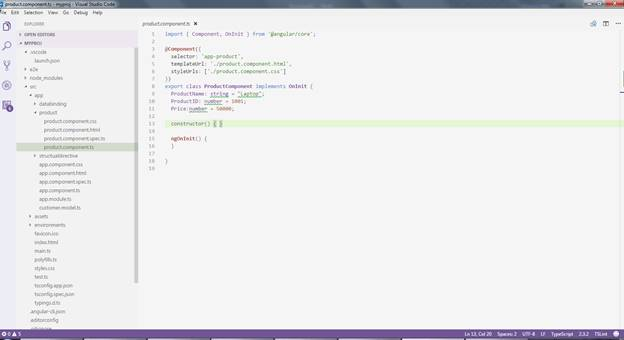 product.component.ts - myproj - Visual Studio Code
File Edit Selection View Go Debug Help
EXPLORER
OPEN EDITORS
MYPROJ
.vscode
launch.json
e2e
node_modules
src
app
databinding
product
product.component.css
product.component.html
product.component.spec.ts
product.component.ts
structualdirective
app.component.css
app.component.html
app.component.spec.ts
app.component.ts
app.module.ts
customer.model.ts
assets
environments
favicon.ico
index.html
main.ts
polyfills.ts
styles.css
test.ts
tsconfig.app.json
tsconfig.spec.json
typings.d.ts
.angular-cli.json
.editorconfig
.gitignore
product.component.ts ×
1 import { Component, OnInit } from '@angular/core';
2
3 @Component({
4 selector: 'app-product',
5 templateUrl: './product.component.html',
6 styleUrls: ['./product.component.css']
7 })
8 export class ProductComponent implements OnInit {
9 ProductName: string = "Laptop";
10 ProductID: number = 1001;
11 Price:number = 50000;
12
13 constructor() { }
14
15 ngOnInit() {
16 }
17
18 }
19
0 5 Ln 13, Col 20 Spaces: 2 UTF-8 LF TypeScript 2.3.2 TSLint